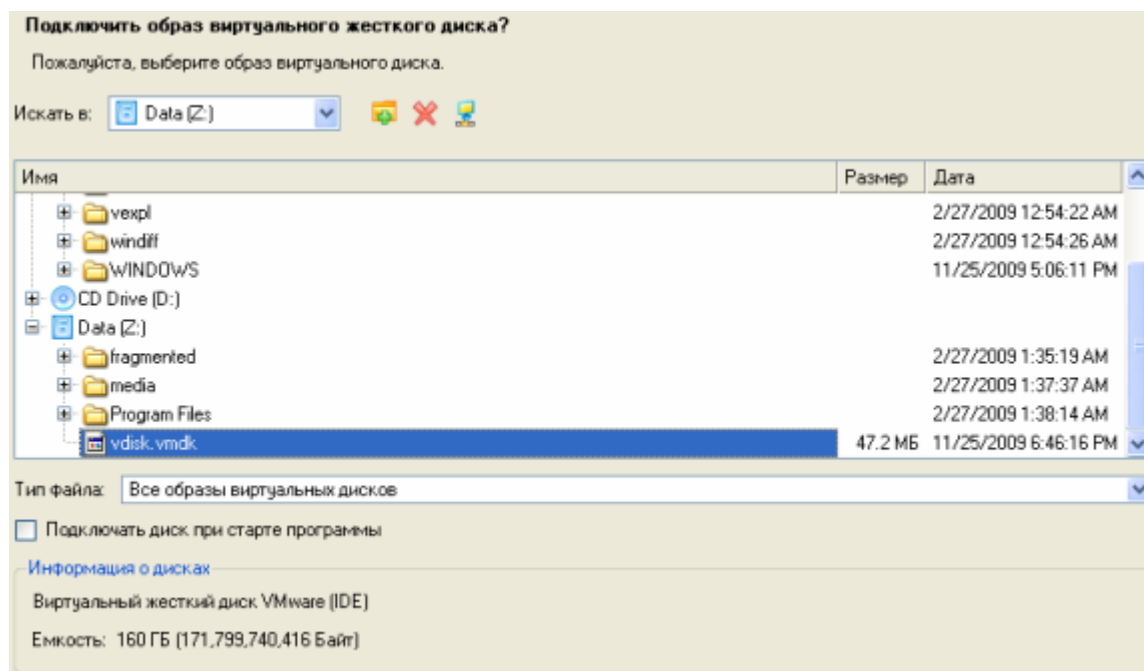 Подключить образ виртуального жесткого диска?
Пожалуйста, выберите образ виртуального диска.
Искать в: Data (Z:)
Имя Размер Дата
vexpl 2/27/2009 12:54:22 AM
windiff 2/27/2009 12:54:26 AM
WINDOWS 11/25/2009 5:06:11 PM
CD Drive (D:)
Data (Z:)
fragmented 2/27/2009 1:35:19 AM
media 2/27/2009 1:37:37 AM
Program Files 2/27/2009 1:38:14 AM
vdisk.vmdk 47.2 МБ 11/25/2009 6:46:16 PM
Тип файла: Все образы виртуальных дисков
Подключать диск при старте программы
Информация о дисках
Виртуальный жесткий диск VMware (IDE)
Емкость: 160 ГБ (171,799,740,416 Байт)